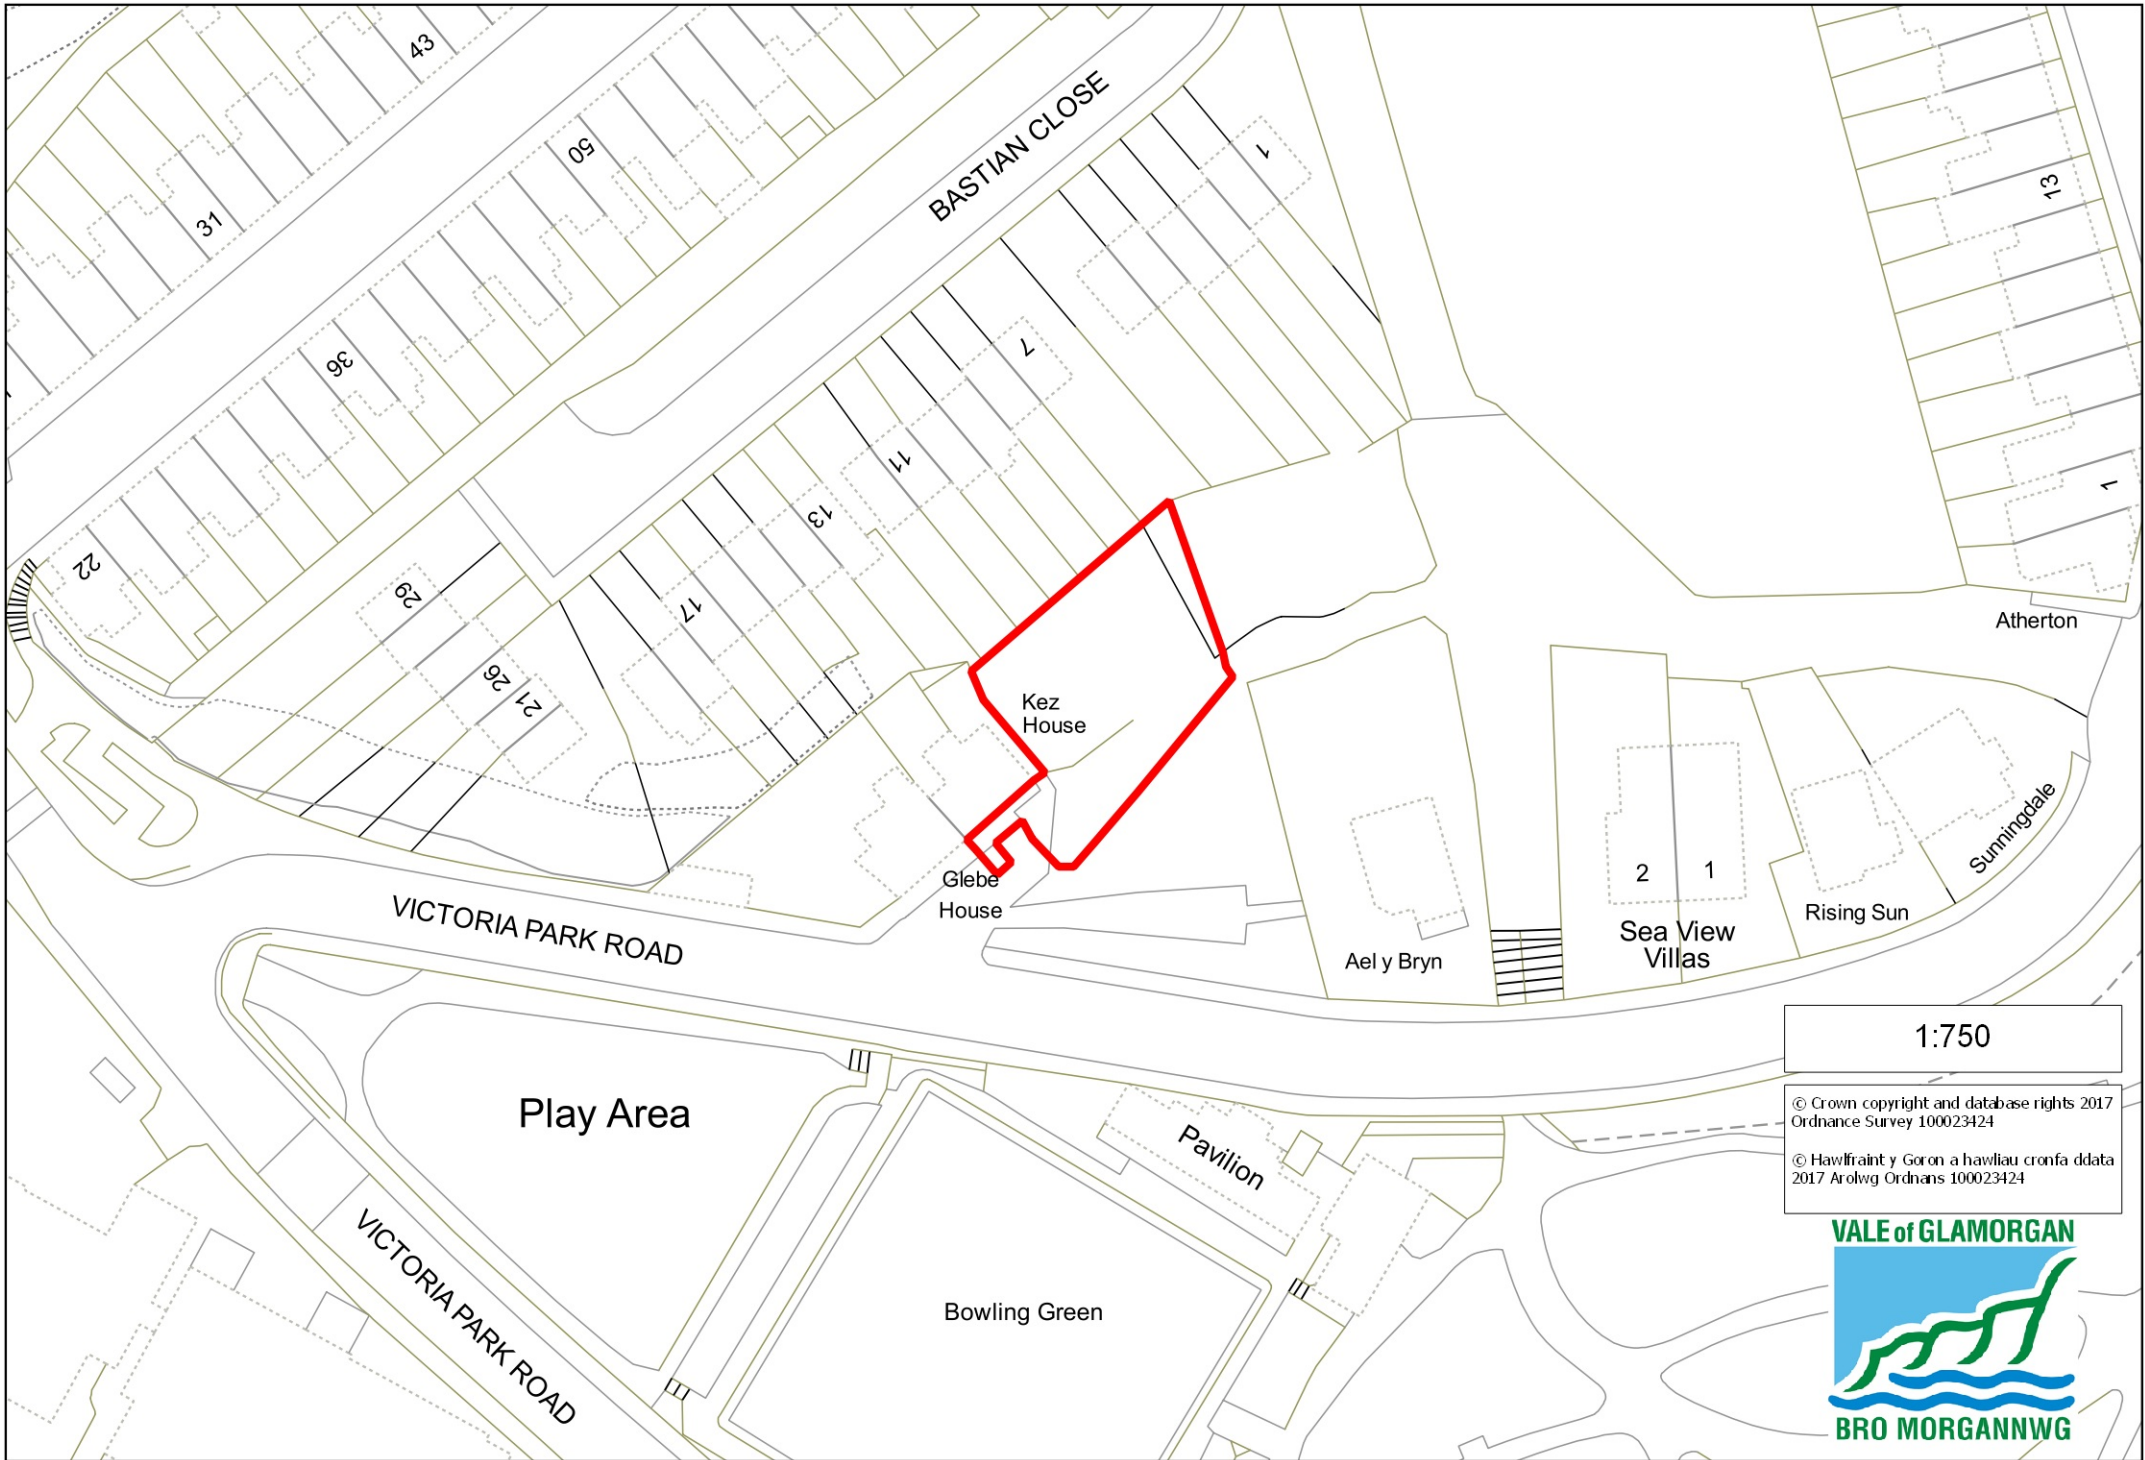 43
31
50
36
22
BASTIAN CLOSE
1
7
11
13
17
29
26
21
13
1
Atherton
Kez
House
Glebe
House
VICTORIA PARK ROAD
Ael y Bryn
2
1
Sea View
Villas
Rising Sun
Sunningdale
Play Area
Pavilion
Bowling Green
VICTORIA PARK ROAD
1:750
© Crown copyright and database rights 2017
Ordnance Survey 100023424
© Hawlfraint y Goron a hawliau cronfa ddata
2017 Arolwg Ordnans 100023424
VALE of GLAMORGAN
BRO MORGANNWG